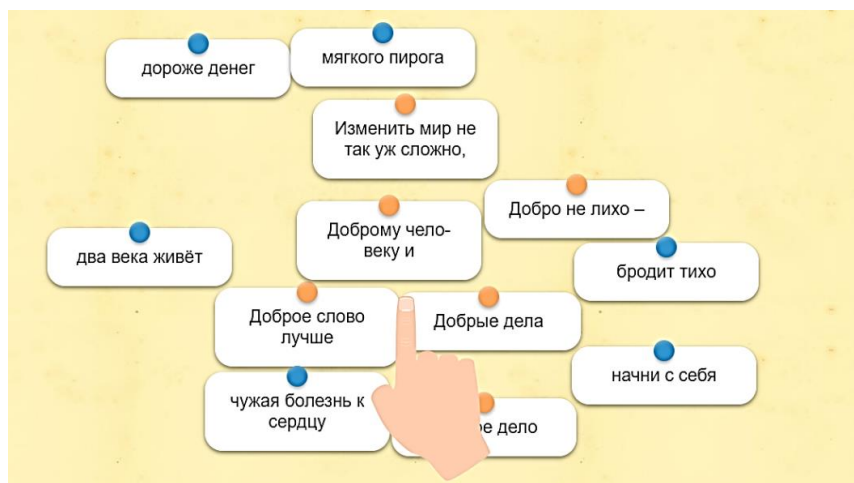 дороже денег
мягкого пирога
Изменить мир не
так уж сложно,
Добро не лихо –
Доброму чело-
веку и
два века живёт
бродит тихо
Доброе слово
лучше
Добрые дела
начни с себя
чужая болезнь к
сердцу
дело